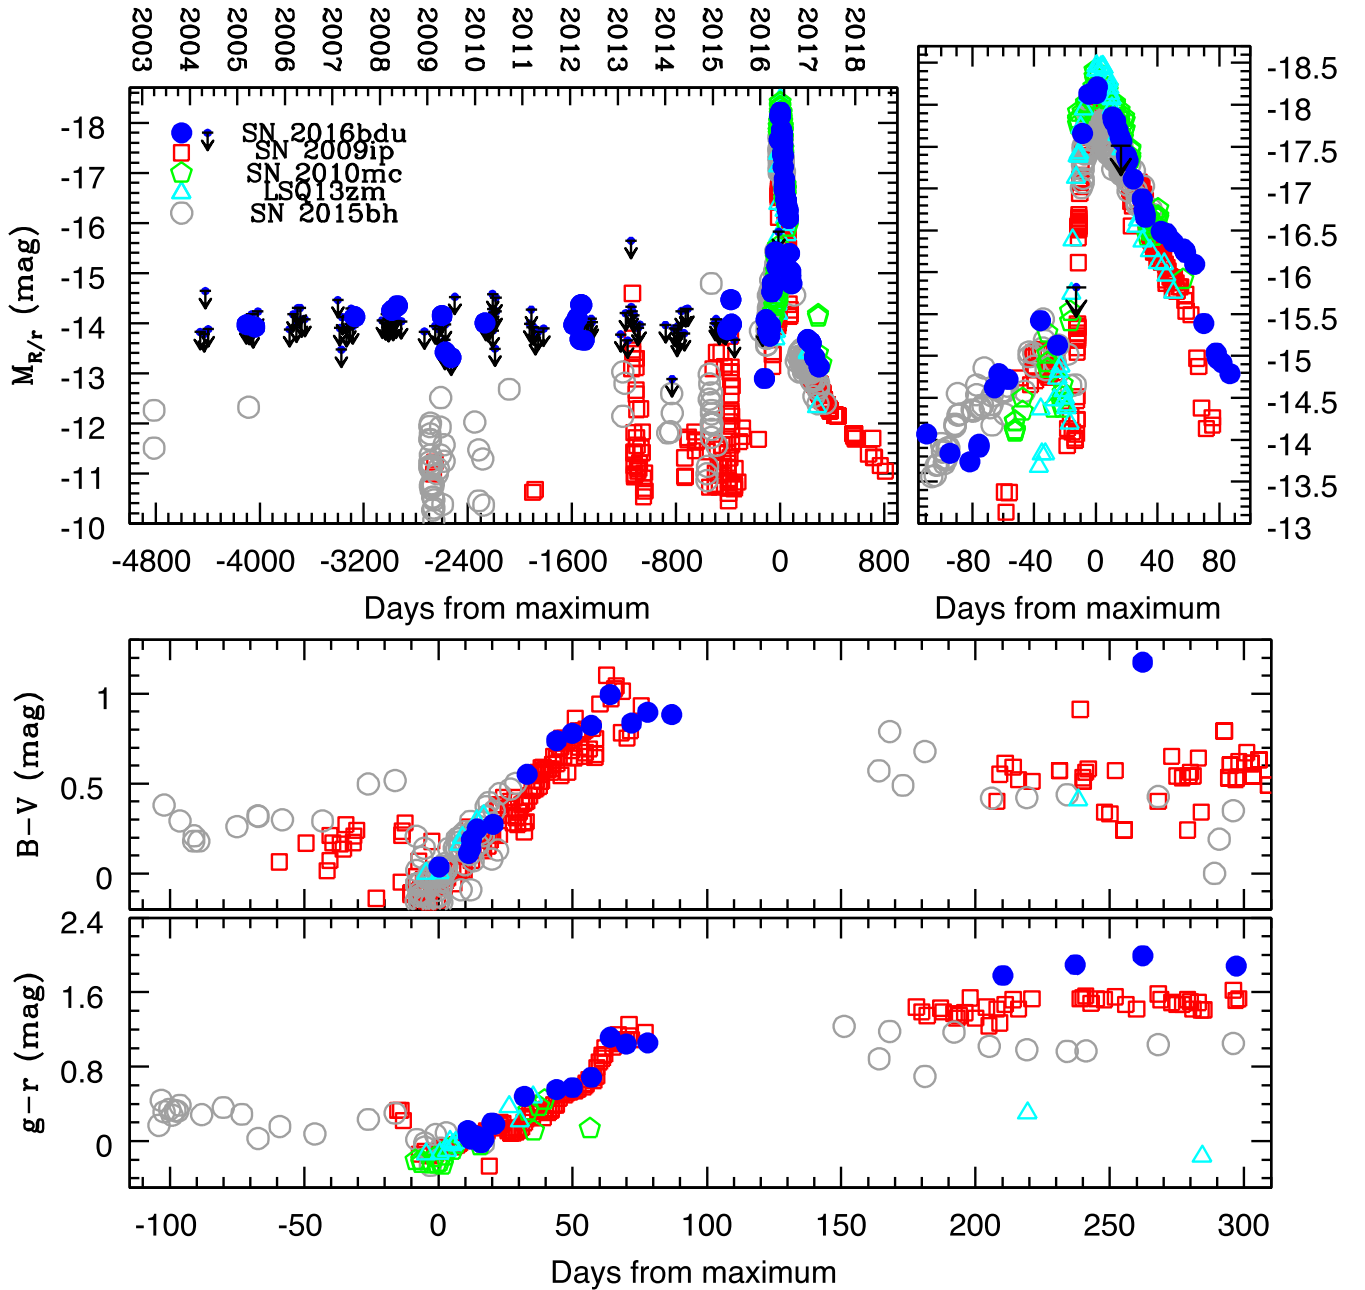 2003 2004 2005 2006 2007 2008 2009 2010 2011 2012 2013 2014 2015 2016 2017 2018
-18
-17
-16
-15
-14
-13
-12
-11
-10
M_R/r (mag)
SN 2016bdu
SN 2009ip
SN 2010mc
LSQ13zm
SN 2015bh
-4800 -4000 -3200 -2400 -1600 -800 0 800
Days from maximum
-18.5
-18
-17.5
-17
-16.5
-16
-15.5
-15
-14.5
-14
-13.5
-13
-80 -40 0 40 80
Days from maximum
1
0.5
0
B-V (mag)
2.4
1.6
0.8
0
g-r (mag)
-100 -50 0 50 100 150 200 250 300
Days from maximum